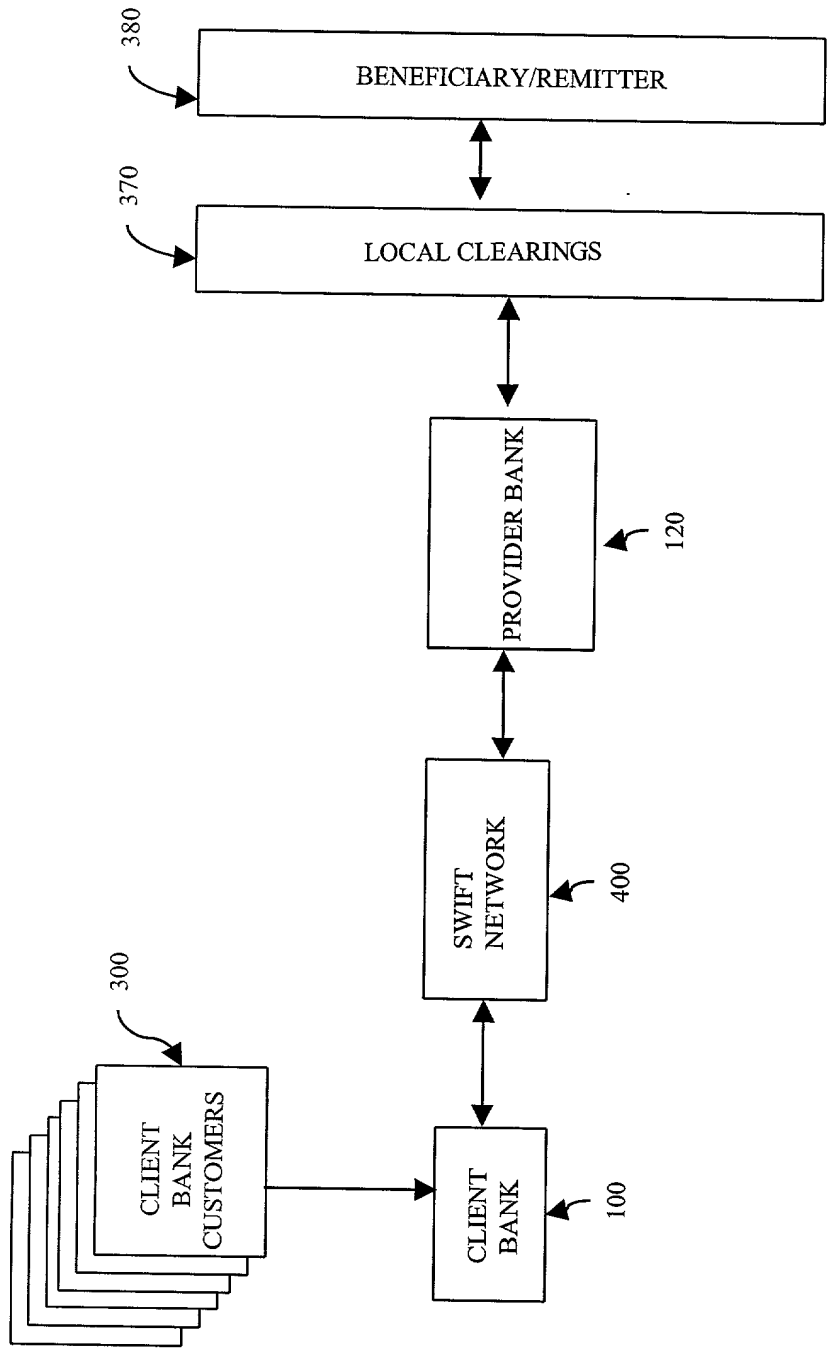 300
CLIENT
BANK
CUSTOMERS
CLIENT
BANK
100
SWIFT
NETWORK
400
PROVIDER BANK
120
370
LOCAL CLEARINGS
380
BENEFICIARY/REMITTER